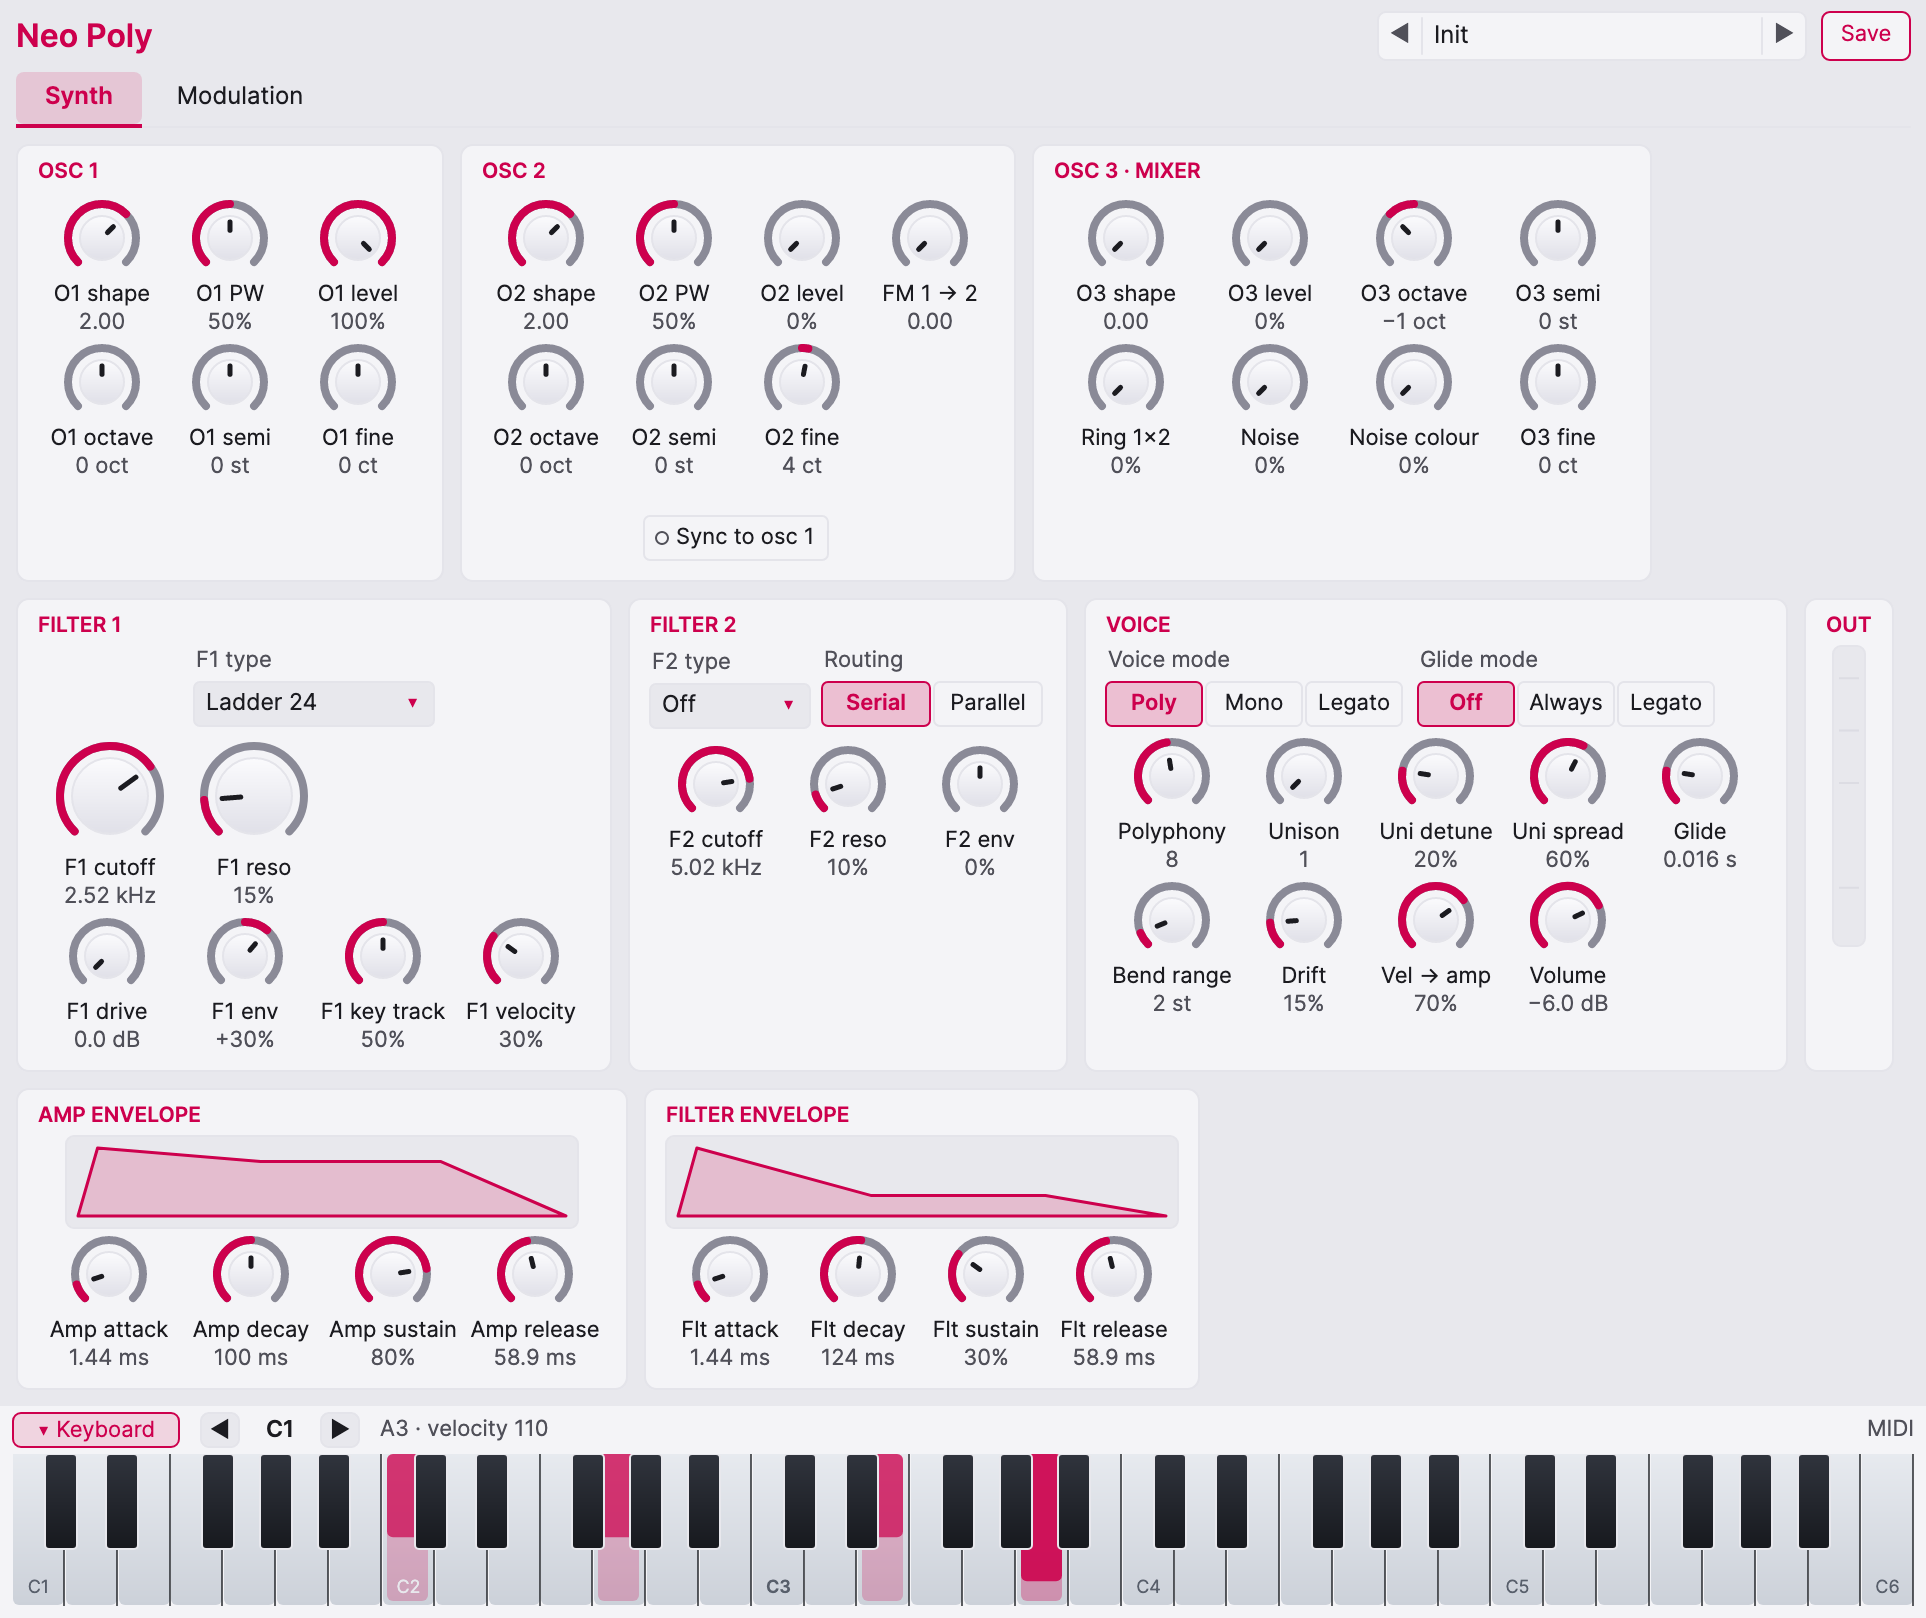 Neo Poly
Init
Save
Synth
Modulation
OSC 1
O1 shape
2.00
O1 PW
50%
O1 level
100%
O1 octave
0 oct
O1 semi
0 st
O1 fine
0 ct
OSC 2
O2 shape
2.00
O2 PW
50%
O2 level
0%
FM 1 → 2
0.00
O2 octave
0 oct
O2 semi
0 st
O2 fine
4 ct
Sync to osc 1
OSC 3 · MIXER
O3 shape
0.00
O3 level
0%
O3 octave
−1 oct
O3 semi
0 st
Ring 1×2
0%
Noise
0%
Noise colour
0%
O3 fine
0 ct
FILTER 1
F1 type
Ladder 24
F1 cutoff
2.52 kHz
F1 reso
15%
F1 drive
0.0 dB
F1 env
+30%
F1 key track
50%
F1 velocity
30%
FILTER 2
F2 type
Off
Routing
Serial
Parallel
F2 cutoff
5.02 kHz
F2 reso
10%
F2 env
0%
VOICE
Voice mode
Poly
Mono
Legato
Glide mode
Off
Always
Legato
Polyphony
8
Unison
1
Uni detune
20%
Uni spread
60%
Glide
0.016 s
Bend range
2 st
Drift
15%
Vel → amp
70%
Volume
−6.0 dB
OUT
AMP ENVELOPE
Amp attack
1.44 ms
Amp decay
100 ms
Amp sustain
80%
Amp release
58.9 ms
FILTER ENVELOPE
Flt attack
1.44 ms
Flt decay
124 ms
Flt sustain
30%
Flt release
58.9 ms
Keyboard
C1
A3 · velocity 110
MIDI
C1
C2
C3
C4
C5
C6